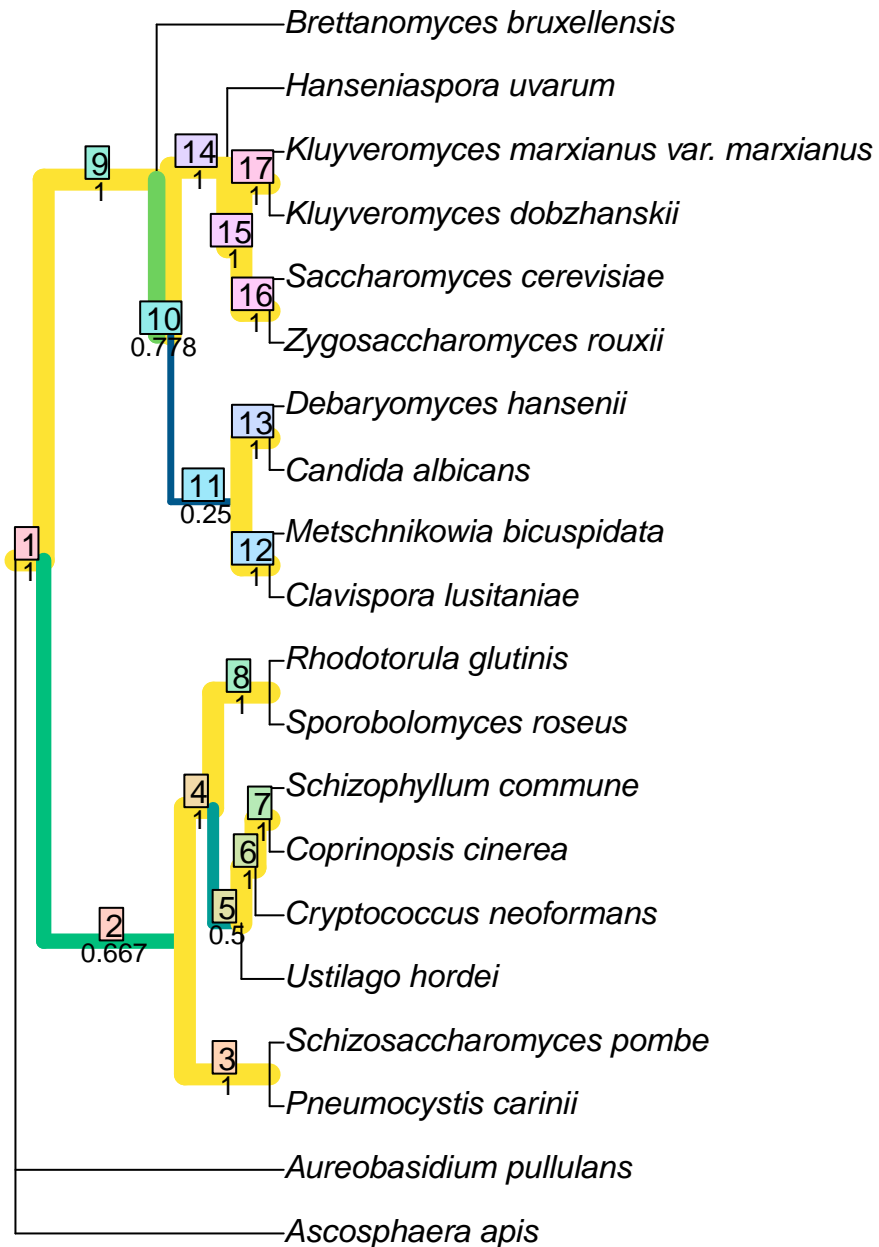 Brettanomyces bruxellensis
Hanseniaspora uvarum
14
Kluyveromyces marxianus var. marxianus
9
17
1
1
1
Kluyveromyces dobzhanskii
15
1
Saccharomyces cerevisiae
16
10
1
0.778
Zygosaccharomyces rouxii
Debaryomyces hansenii
13
1
Candida albicans
11
0.25
Metschnikowia bicuspidata
1
12
1
1
Clavispora lusitaniae
Rhodotorula glutinis
8
1
Sporobolomyces roseus
Schizophyllum commune
4
7
1
1
Coprinopsis cinerea
6
1
5
Cryptococcus neoformans
2
0.5
0.667
Ustilago hordei
Schizosaccharomyces pombe
3
1
Pneumocystis carinii
Aureobasidium pullulans
Ascosphaera apis